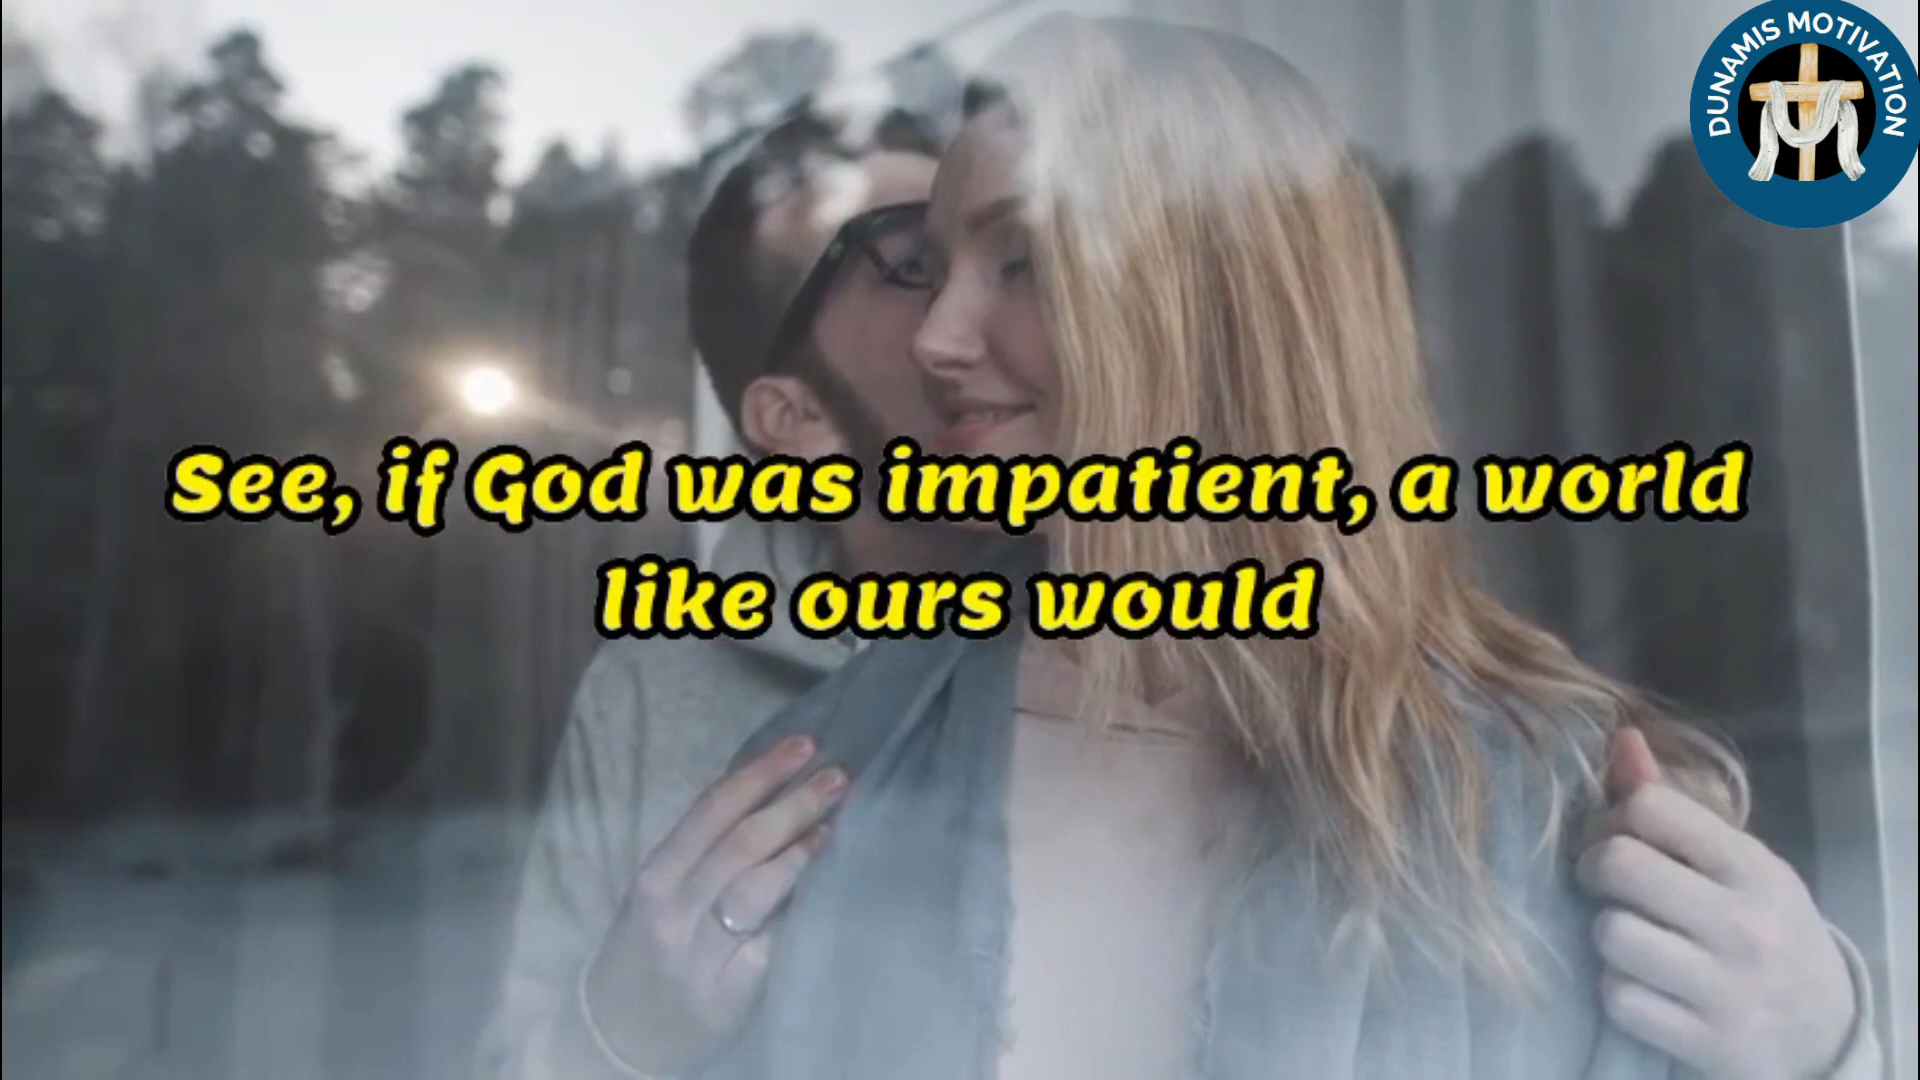 DUNAMIS MOTIVATION
See, if God was impatient, a world
like ours would